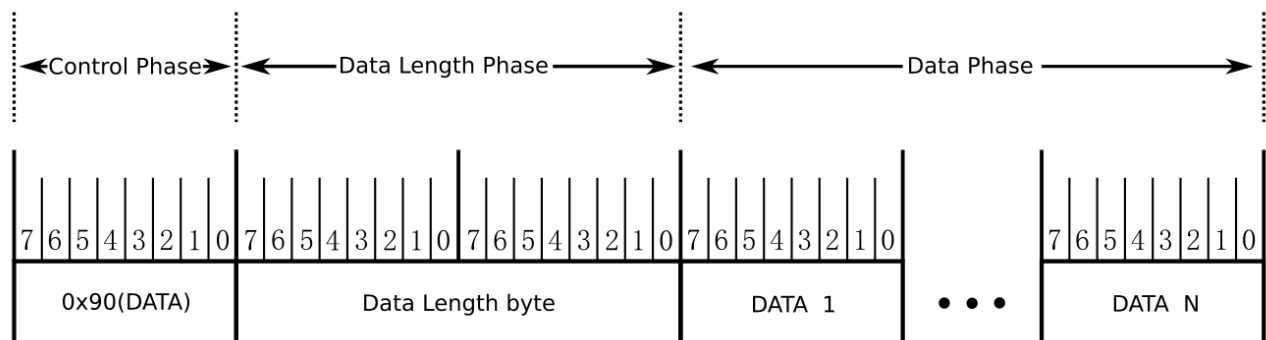 Control Phase Data Length Phase Data Phase
7 6 5 4 3 2 1 0 7 6 5 4 3 2 1 0 7 6 5 4 3 2 1 0 7 6 5 4 3 2 1 0 7 6 5 4 3 2 1 0
0x90(DATA) Data Length byte DATA 1 ● ● ● DATA N